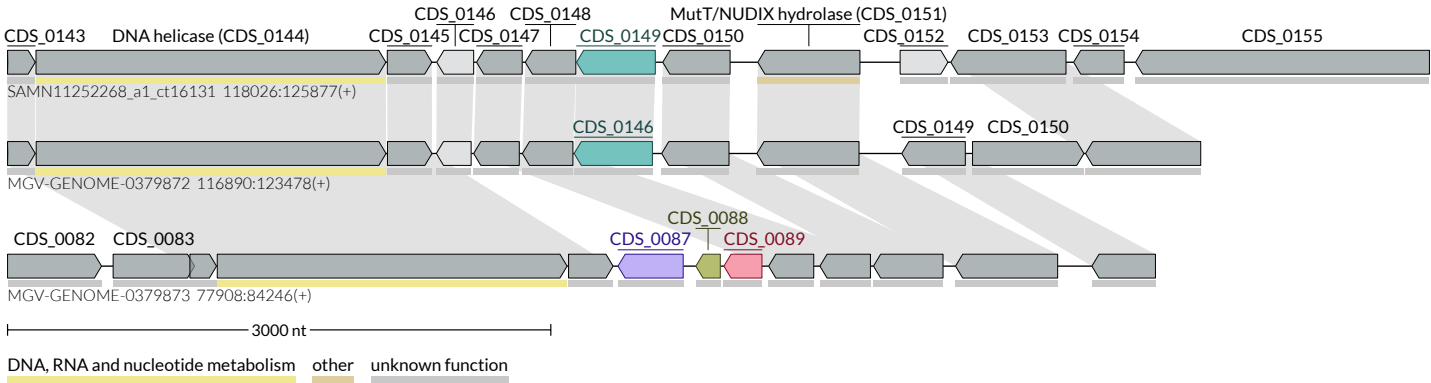 CDS_0146 CDS_0148 MutT/NUDIX hydrolase (CDS_0151)
CDS_0143 DNA helicase (CDS_0144) CDS_0145 CDS_0147 CDS_0149 CDS_0150 CDS_0152 CDS_0153 CDS_0154 CDS_0155
SAMN11252268_a1_ct16131 118026:125877(+)
CDS_0146 CDS_0149 CDS_0150
MGV-GENOME-0379872 116890:123478(+)
CDS_0088
CDS_0082 CDS_0083 CDS_0087 CDS_0089
MGV-GENOME-0379873 77908:84246(+)
3000 nt
DNA, RNA and nucleotide metabolism other unknown function